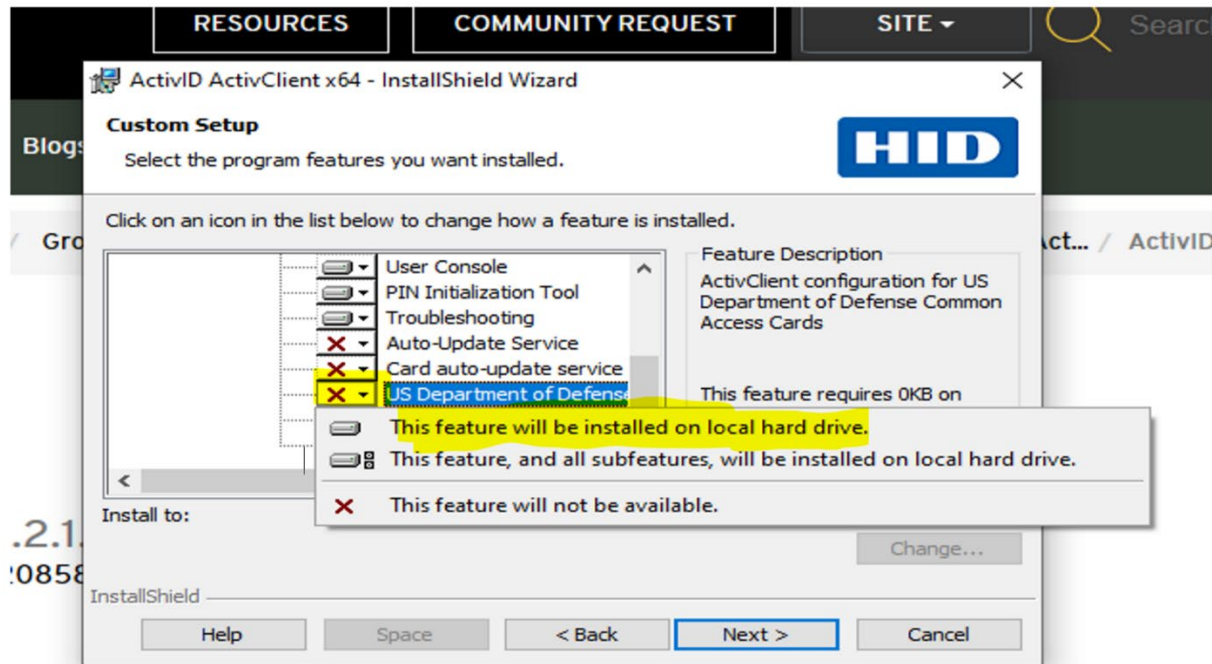 RESOURCES COMMUNITY REQUEST SITE
ActivID ActivClient x64 - InstallShield Wizard
Custom Setup
HID
Select the program features you want installed.
Click on an icon in the list below to change how a feature is installed.
User Console
PIN Initialization Tool
Troubleshooting
Auto-Update Service
Card auto-update service
US Department of Defense
Feature Description
ActivClient configuration for US
Department of Defense Common
Access Cards
This feature requires 0KB on
This feature will be installed on local hard drive.
This feature, and all subfeatures, will be installed on local hard drive.
This feature will not be available.
Install to:
Change...
InstallShield
Help Space < Back Next > Cancel
/ ActivID
.2.1.